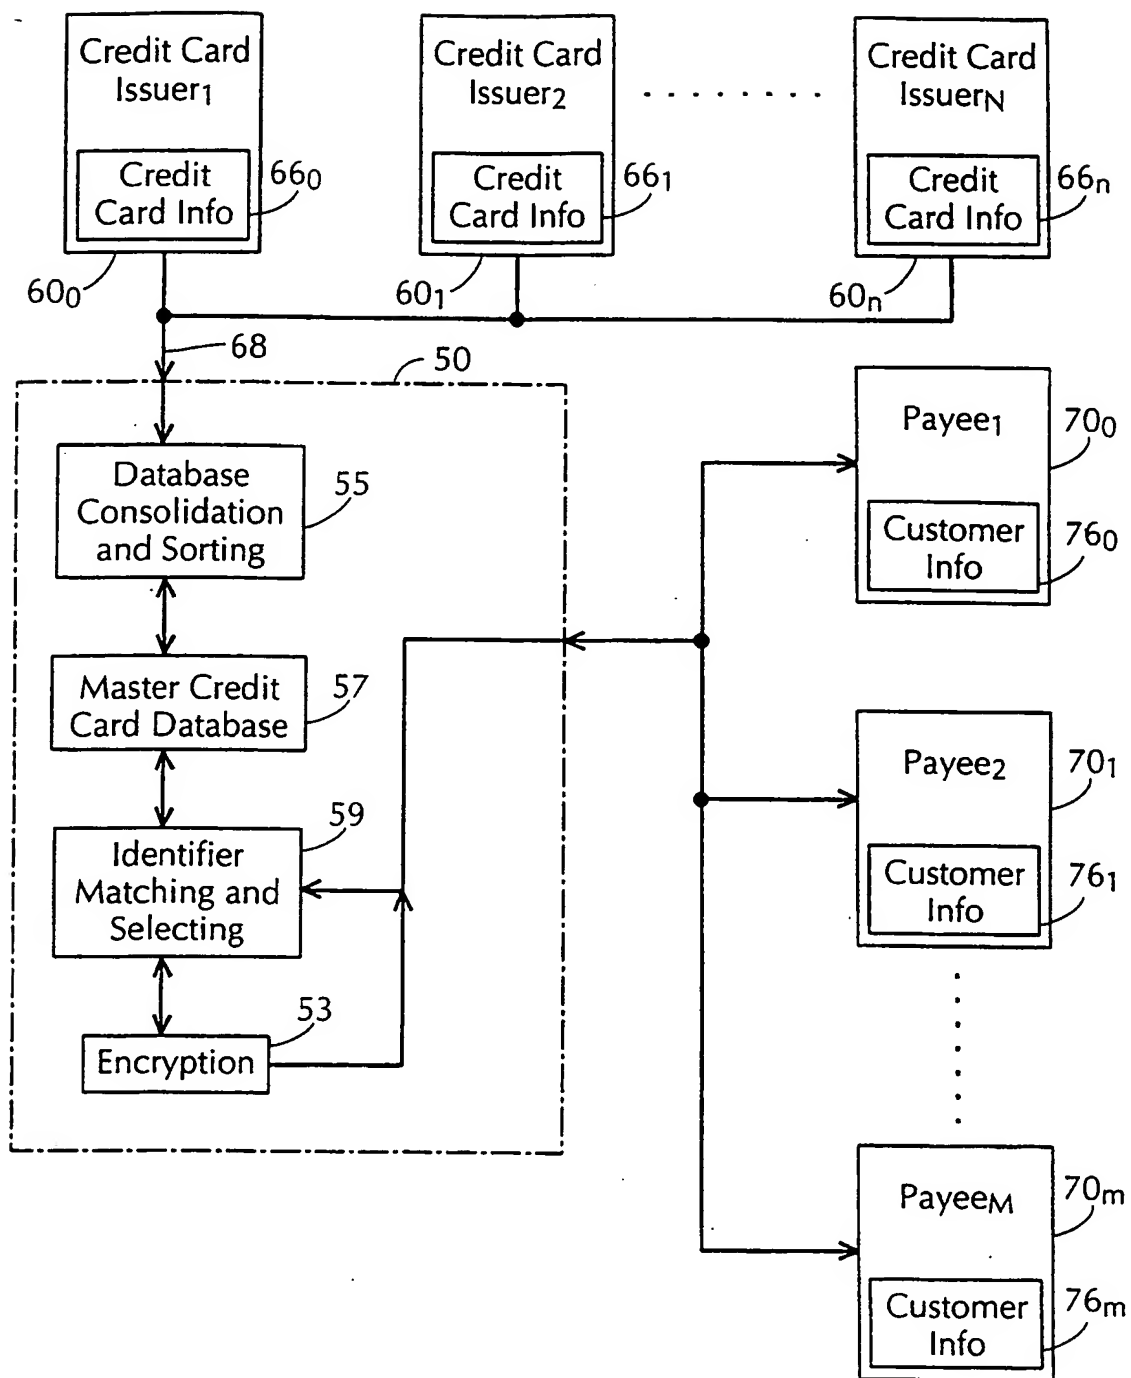 Credit Card
Issuer1
Credit Card Info
66₀
60₀
Credit Card
Issuer₂
Credit
Card Info
66₁
60₁
Credit Card
Issuer_N
Credit
Card Info
66ₙ
60ₙ
68
50
Database
Consolidation
and Sorting
55
Master Credit
Card Database
57
Identifier
Matching and
Selecting
59
Encryption
53
Payee₁
70₀
Customer
Info
76₀
Payee₂
70₁
Customer
Info
76₁
Payee_M
70ₘ
Customer
Info
76ₘ